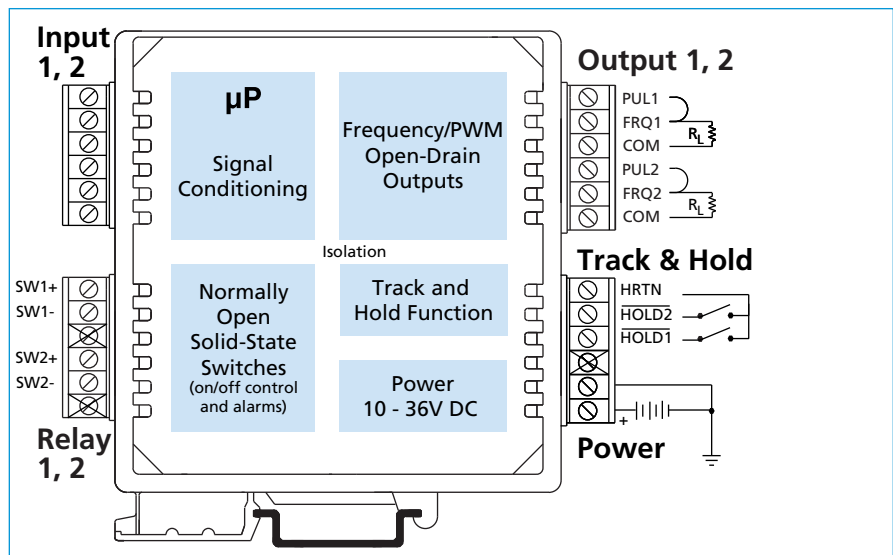 Input
1, 2
µP
Signal
Conditioning
Frequency/PWM
Open-Drain
Outputs
Output 1, 2
PUL1
FRQ1
COM
PUL2
FRQ2
COM
RL
RL
Isolation
SW1+
SW1-
SW2+
SW2-
Relay
1, 2
Normally
Open
Solid-State
Switches
(on/off control
and alarms)
Track and
Hold Function
Power
10 - 36V DC
Track & Hold
HRTN
HOLD2
HOLD1
+
Power